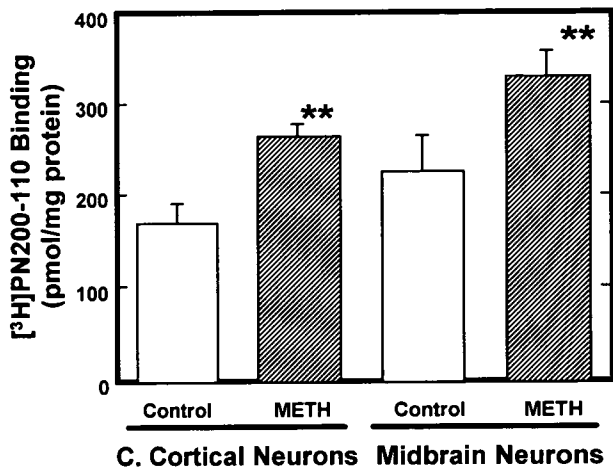 [³H]PN200-110 Binding
(pmol/mg protein)
400
300
200
100
0
**
**
Control METH Control METH
C. Cortical Neurons Midbrain Neurons